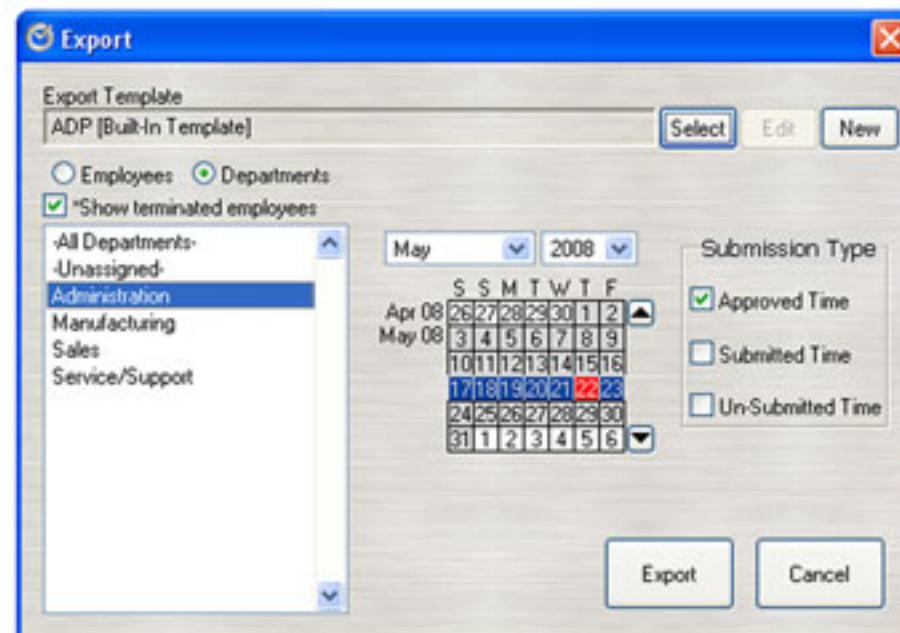 Export
Export Template
ADP [Built-In Template]
Select Edit New
Employees Departments
*Show terminated employees
-All Departments-
-Unassigned-
Administration
Manufacturing
Sales
Service/Support
May 2008
S S M T W T F
Apr 08 26 27 28 29 30 1 2
May 08 3 4 5 6 7 8 9
10 11 12 13 14 15 16
17 18 19 20 21 22 23
24 25 26 27 28 29 30
31 1 2 3 4 5 6
Submission Type
Approved Time
Submitted Time
Un-Submitted Time
Export Cancel